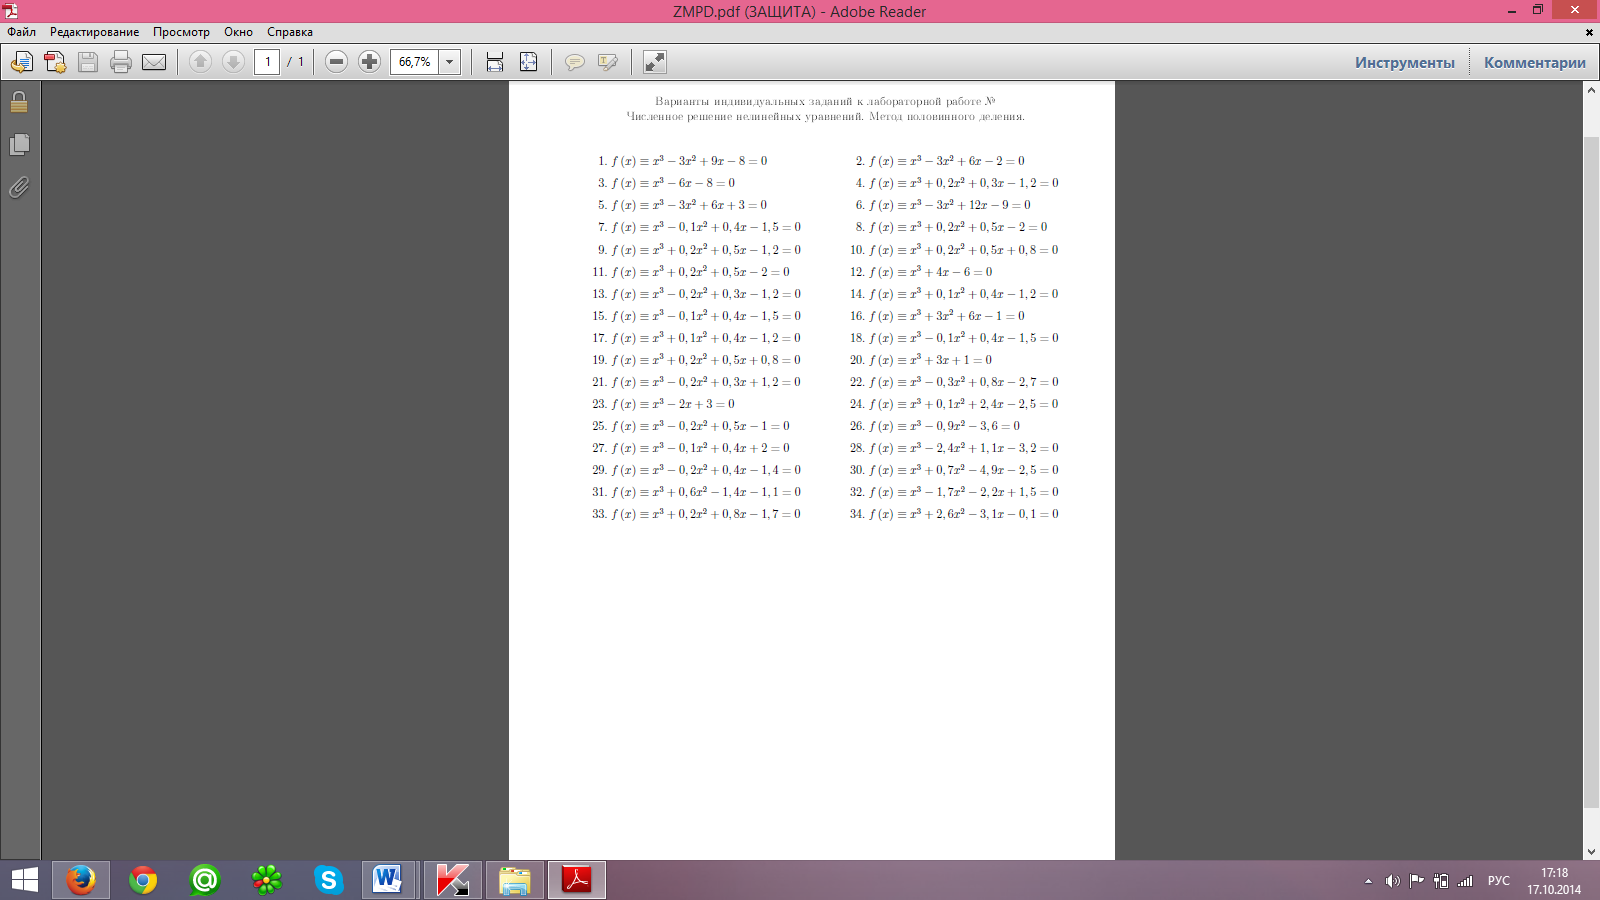 ZMPD.pdf (ЗАЩИТА) - Adobe Reader
Файл Редактирование Просмотр Окно Справка
1 / 1 66,7% Инструменты Комментарии
Варианты индивидуальных заданий к лабораторной работе №
Численное решение нелинейных уравнений. Метод половинного деления.
1. f (x) ≡ x³ − 3x² + 9x − 8 = 0 2. f (x) ≡ x³ − 3x² + 6x − 2 = 0
3. f (x) ≡ x³ − 6x − 8 = 0 4. f (x) ≡ x³ + 0, 2x² + 0, 3x − 1, 2 = 0
5. f (x) ≡ x³ − 3x² + 6x + 3 = 0 6. f (x) ≡ x³ − 3x² + 12x − 9 = 0
7. f (x) ≡ x³ − 0, 1x² + 0, 4x − 1, 5 = 0 8. f (x) ≡ x³ + 0, 2x² + 0, 5x − 2 = 0
9. f (x) ≡ x³ + 0, 2x² + 0, 5x − 1, 2 = 0 10. f (x) ≡ x³ + 0, 2x² + 0, 5x + 0, 8 = 0
11. f (x) ≡ x³ + 0, 2x² + 0, 5x − 2 = 0 12. f (x) ≡ x³ + 4x − 6 = 0
13. f (x) ≡ x³ − 0, 2x² + 0, 3x − 1, 2 = 0 14. f (x) ≡ x³ + 0, 1x² + 0, 4x − 1, 2 = 0
15. f (x) ≡ x³ − 0, 1x² + 0, 4x − 1, 5 = 0 16. f (x) ≡ x³ + 3x² + 6x − 1 = 0
17. f (x) ≡ x³ + 0, 1x² + 0, 4x − 1, 2 = 0 18. f (x) ≡ x³ − 0, 1x² + 0, 4x − 1, 5 = 0
19. f (x) ≡ x³ + 0, 2x² + 0, 5x + 0, 8 = 0 20. f (x) ≡ x³ + 3x + 1 = 0
21. f (x) ≡ x³ − 0, 2x² + 0, 3x + 1, 2 = 0 22. f (x) ≡ x³ − 0, 3x² + 0, 8x − 2, 7 = 0
23. f (x) ≡ x³ − 2x + 3 = 0 24. f (x) ≡ x³ + 0, 1x² + 2, 4x − 2, 5 = 0
25. f (x) ≡ x³ − 0, 2x² + 0, 5x − 1 = 0 26. f (x) ≡ x³ − 0, 9x² − 3, 6 = 0
27. f (x) ≡ x³ − 0, 1x² + 0, 4x + 2 = 0 28. f (x) ≡ x³ − 2, 4x² + 1, 1x − 3, 2 = 0
29. f (x) ≡ x³ − 0, 2x² + 0, 4x − 1, 4 = 0 30. f (x) ≡ x³ + 0, 7x² − 4, 9x − 2, 5 = 0
31. f (x) ≡ x³ + 0, 6x² − 1, 4x − 1, 1 = 0 32. f (x) ≡ x³ − 1, 7x² − 2, 2x + 1, 5 = 0
33. f (x) ≡ x³ + 0, 2x² + 0, 8x − 1, 7 = 0 34. f (x) ≡ x³ + 2, 6x² − 3, 1x − 0, 1 = 0
РУС 17:18
17.10.2014